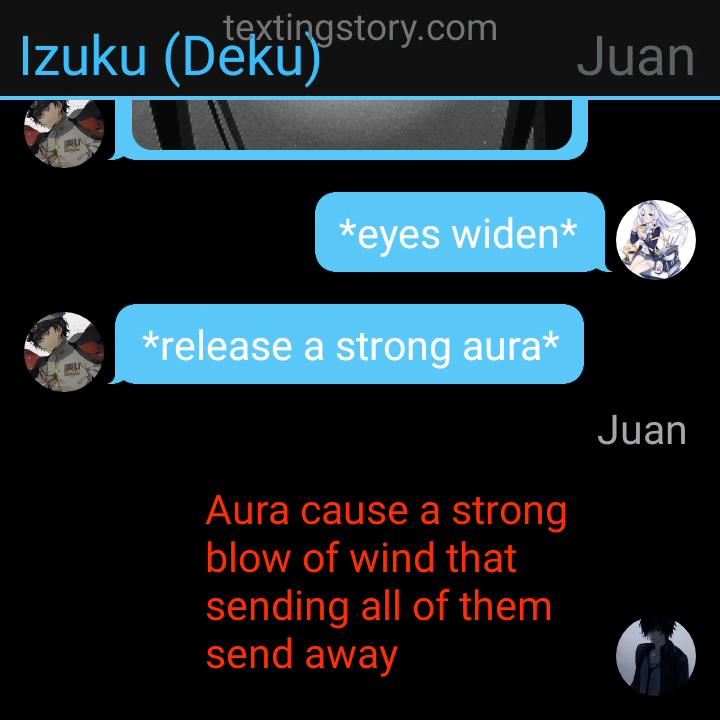 textingstory.com
Izuku (Deku)
Juan
*eyes widen*
*release a strong aura*
Juan
Aura cause a strong
blow of wind that
sending all of them
send away